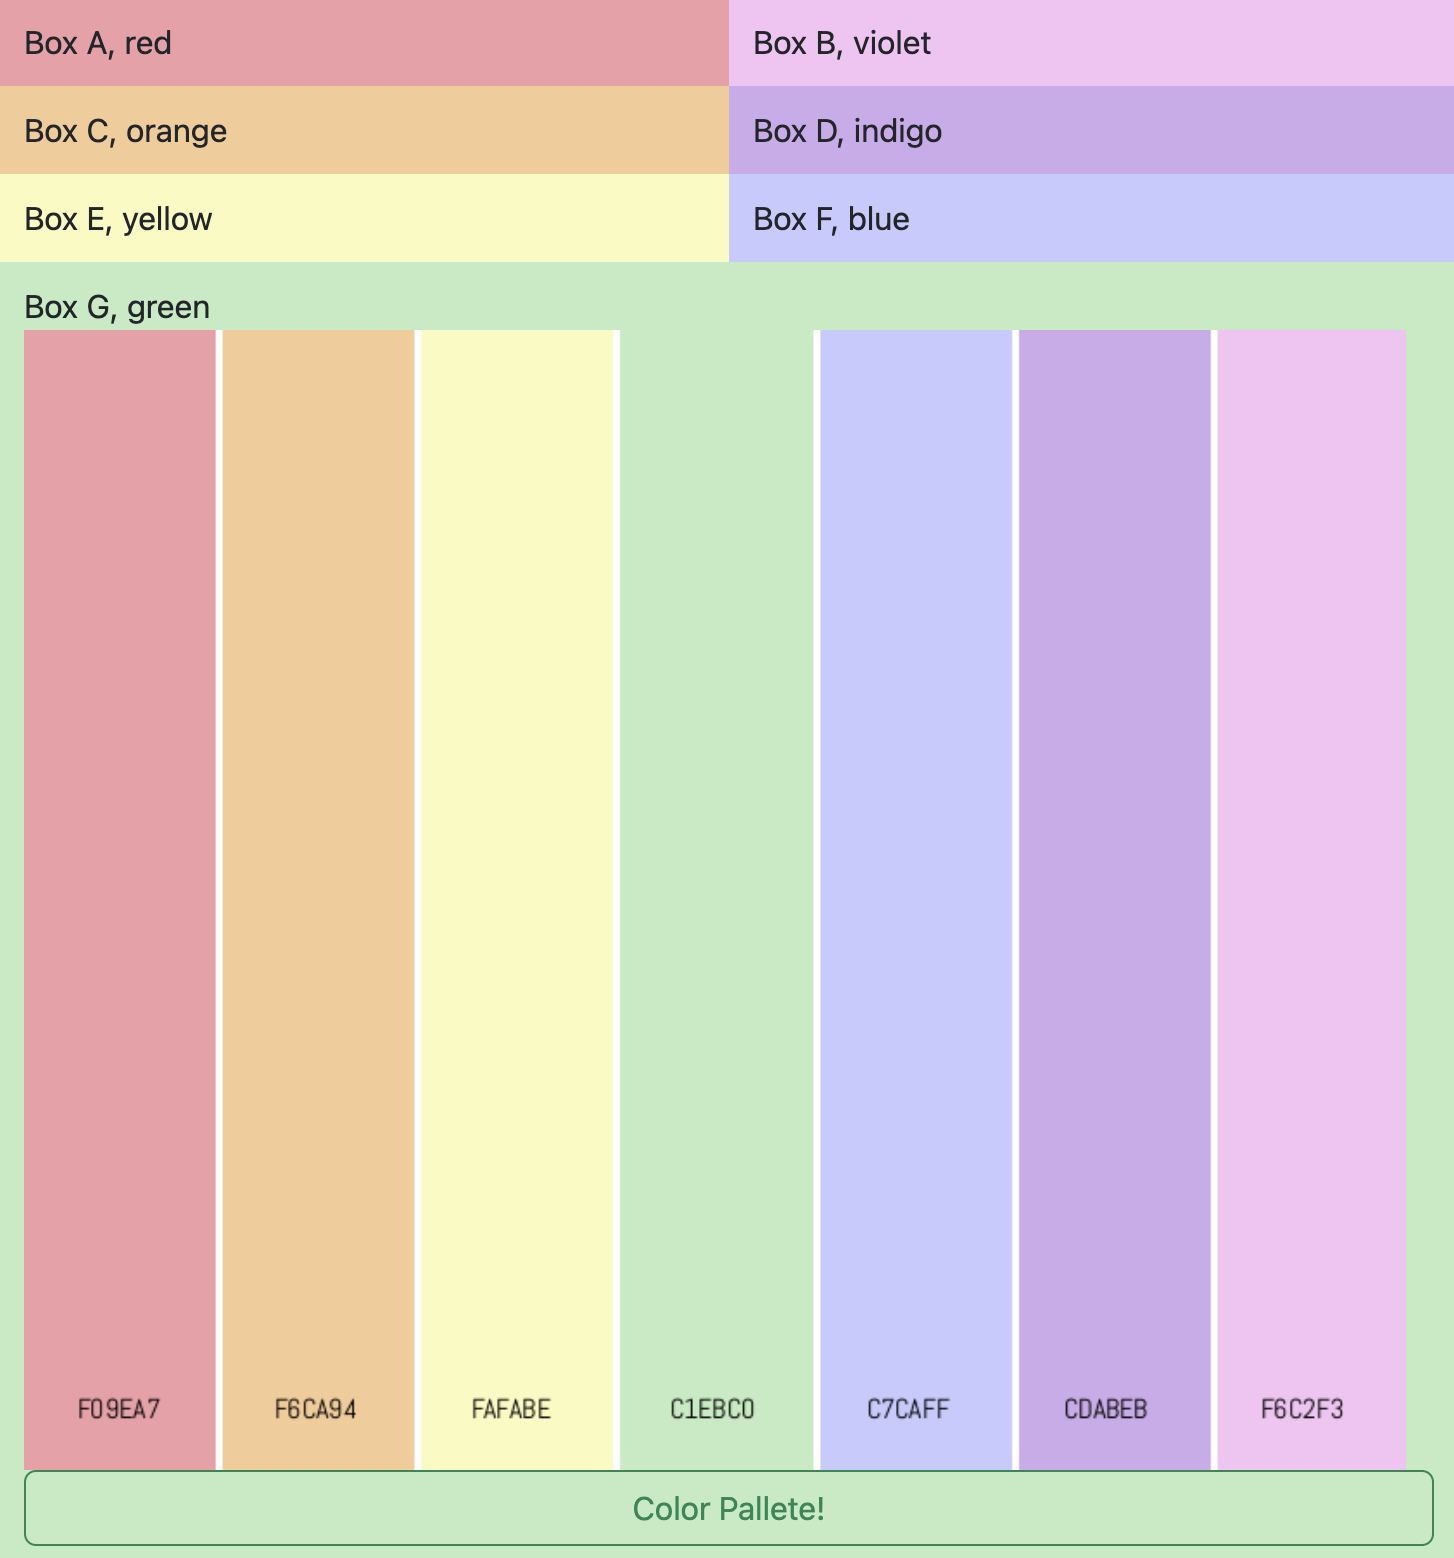 Box A, red
Box B, violet
Box C, orange
Box D, indigo
Box E, yellow
Box F, blue
Box G, green
F09EA7
F6CA94
FAFABE
C1EBC0
C7CAFF
CDABEB
F6C2F3
Color Pallete!